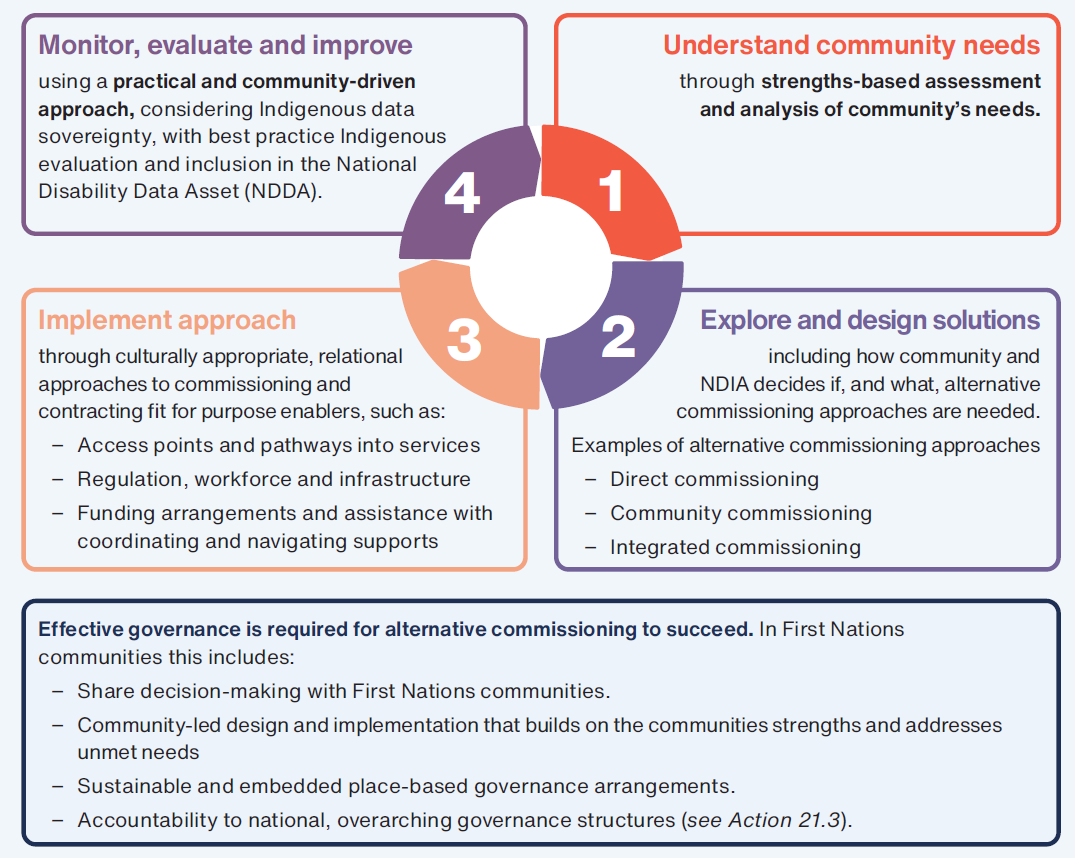 Monitor, evaluate and improve
using a practical and community-driven
approach, considering Indigenous data
sovereignty, with best practice Indigenous
evaluation and inclusion in the National
Disability Data Asset (NDDA).
4
Understand community needs
through strengths-based assessment
and analysis of community’s needs.
1
Implement approach
through culturally appropriate, relational
approaches to commissioning and
contracting fit for purpose enablers, such as:
– Access points and pathways into services
– Regulation, workforce and infrastructure
– Funding arrangements and assistance with
coordinating and navigating supports
3
Explore and design solutions
including how community and
NDIA decides if, and what, alternative
commissioning approaches are needed.
Examples of alternative commissioning approaches
– Direct commissioning
– Community commissioning
– Integrated commissioning
2
Effective governance is required for alternative commissioning to succeed. In First Nations
communities this includes:
– Share decision-making with First Nations communities.
– Community-led design and implementation that builds on the communities strengths and addresses
unmet needs
– Sustainable and embedded place-based governance arrangements.
– Accountability to national, overarching governance structures (see Action 21.3).